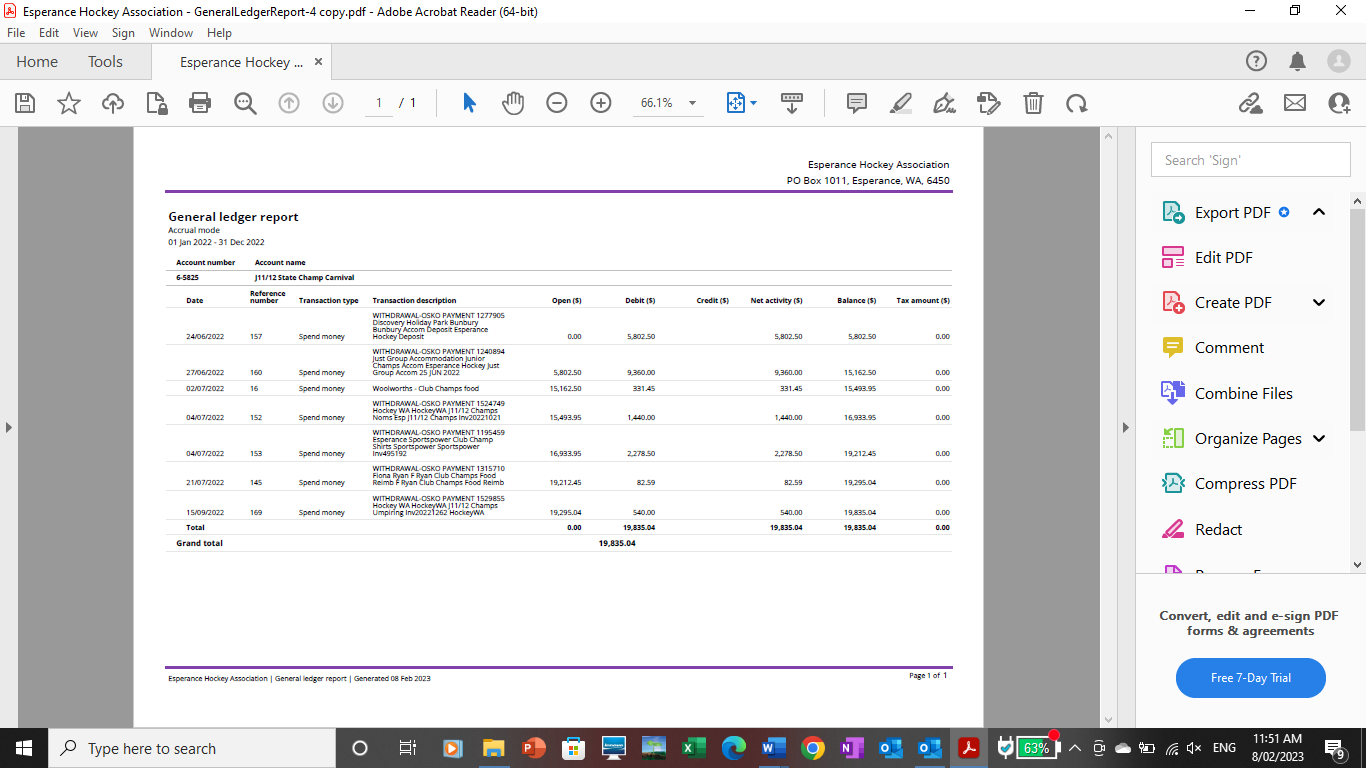 Esperance Hockey Association - GeneralLedgerReport-4 copy.pdf - Adobe Acrobat Reader (64-bit)
File Edit View Sign Window Help
Home Tools Esperance Hockey ... ×
1 / 1 66.1%
Esperance Hockey Association
PO Box 1011, Esperance, WA, 6450
General ledger report
Accrual mode
01 Jan 2022 - 31 Dec 2022
Account number Account name
6-5825 J11/12 State Champ Carnival
Date Reference number Transaction type Transaction description Open ($) Debit ($) Credit ($) Net activity ($) Balance ($) Tax amount ($)
WITHDRAWAL-OSKO PAYMENT 1277905
Discovery Holiday Park Bunbury
Bunbury Accom Deposit Esperance
24/06/2022 157 Spend money Hockey Deposit 0.00 5,802.50 5,802.50 5,802.50 0.00
WITHDRAWAL-OSKO PAYMENT 1240894
Just Group Accommodation Junior
Champs Accom Esperance Hockey Just
27/06/2022 160 Spend money Group Accom 25 JUN 2022 5,802.50 9,360.00 9,360.00 15,162.50 0.00
02/07/2022 16 Spend money Woolworths - Club Champs food 15,162.50 331.45 331.45 15,493.95 0.00
WITHDRAWAL-OSKO PAYMENT 1524749
Hockey WA HockeyWA J11/12 Champs
04/07/2022 152 Spend money Noms Esp J11/12 Champs Inv20221021 15,493.95 1,440.00 1,440.00 16,933.95 0.00
WITHDRAWAL-OSKO PAYMENT 1195459
Esperance Sportspower Club Champ
Shirts Sportspower Sportspower
04/07/2022 153 Spend money Inv495192 16,933.95 2,278.50 2,278.50 19,212.45 0.00
WITHDRAWAL-OSKO PAYMENT 1315710
Fiona Ryan F Ryan Club Champs Food
21/07/2022 145 Spend money Reimb F Ryan Club Champs Food Reimb 19,212.45 82.59 82.59 19,295.04 0.00
WITHDRAWAL-OSKO PAYMENT 1529855
Hockey WA HockeyWA J11/12 Champs
15/09/2022 169 Spend money Umpiring Inv20221262 HockeyWA 19,295.04 540.00 540.00 19,835.04 0.00
Total 0.00 19,835.04 19,835.04 19,835.04 0.00
Grand total 19,835.04
Esperance Hockey Association | General ledger report | Generated 08 Feb 2023 Page 1 of 1
Search 'Sign'
Export PDF
Edit PDF
Create PDF
Comment
Combine Files
Organize Pages
Compress PDF
Redact
Convert, edit and e-sign PDF
forms & agreements
Free 7-Day Trial
Type here to search
63%
ENG
11:51 AM
8/02/2023
9